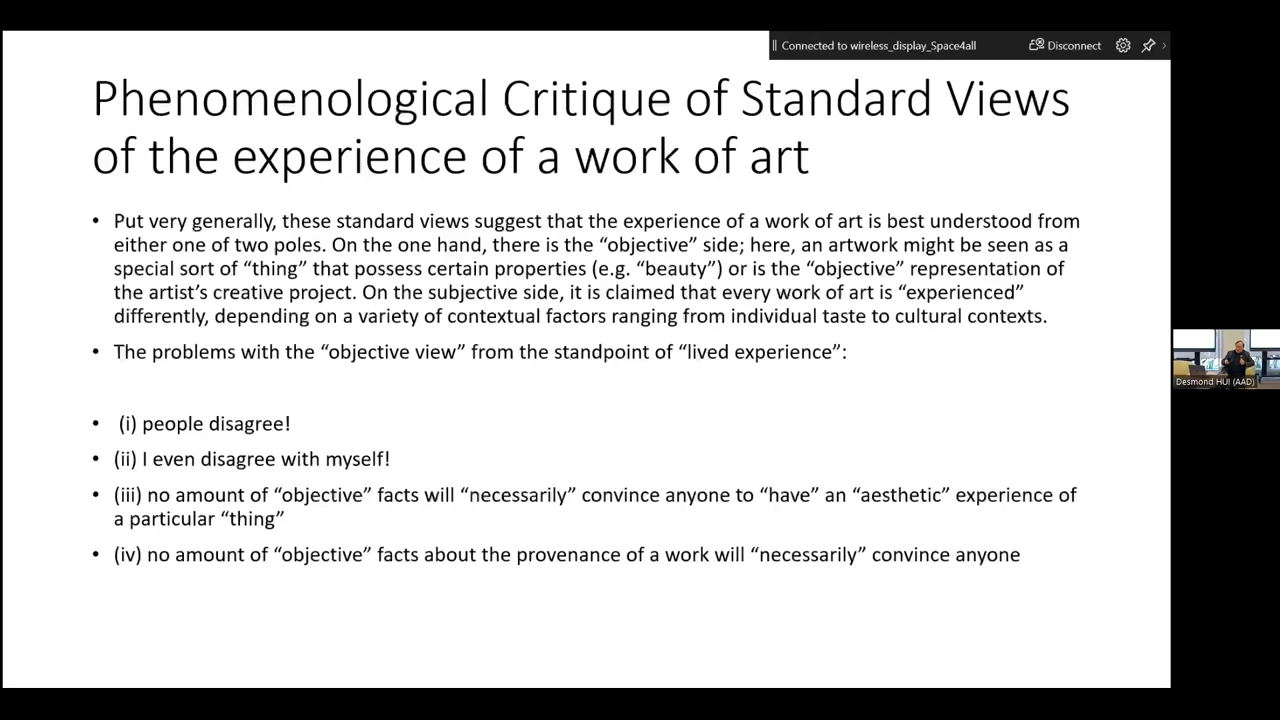 Connected to wireless_display_Space4all
Disconnect
Phenomenological Critique of Standard Views
of the experience of a work of art
• Put very generally, these standard views suggest that the experience of a work of art is best understood from
either one of two poles. On the one hand, there is the “objective” side; here, an artwork might be seen as a
special sort of “thing” that possess certain properties (e.g. “beauty”) or is the “objective” representation of
the artist’s creative project. On the subjective side, it is claimed that every work of art is “experienced”
differently, depending on a variety of contextual factors ranging from individual taste to cultural contexts.
• The problems with the “objective view” from the standpoint of “lived experience”:
• (i) people disagree!
• (ii) I even disagree with myself!
• (iii) no amount of “objective” facts will “necessarily” convince anyone to “have” an “aesthetic” experience of
a particular “thing”
• (iv) no amount of “objective” facts about the provenance of a work will “necessarily” convince anyone
Desmond HUI (AAD)